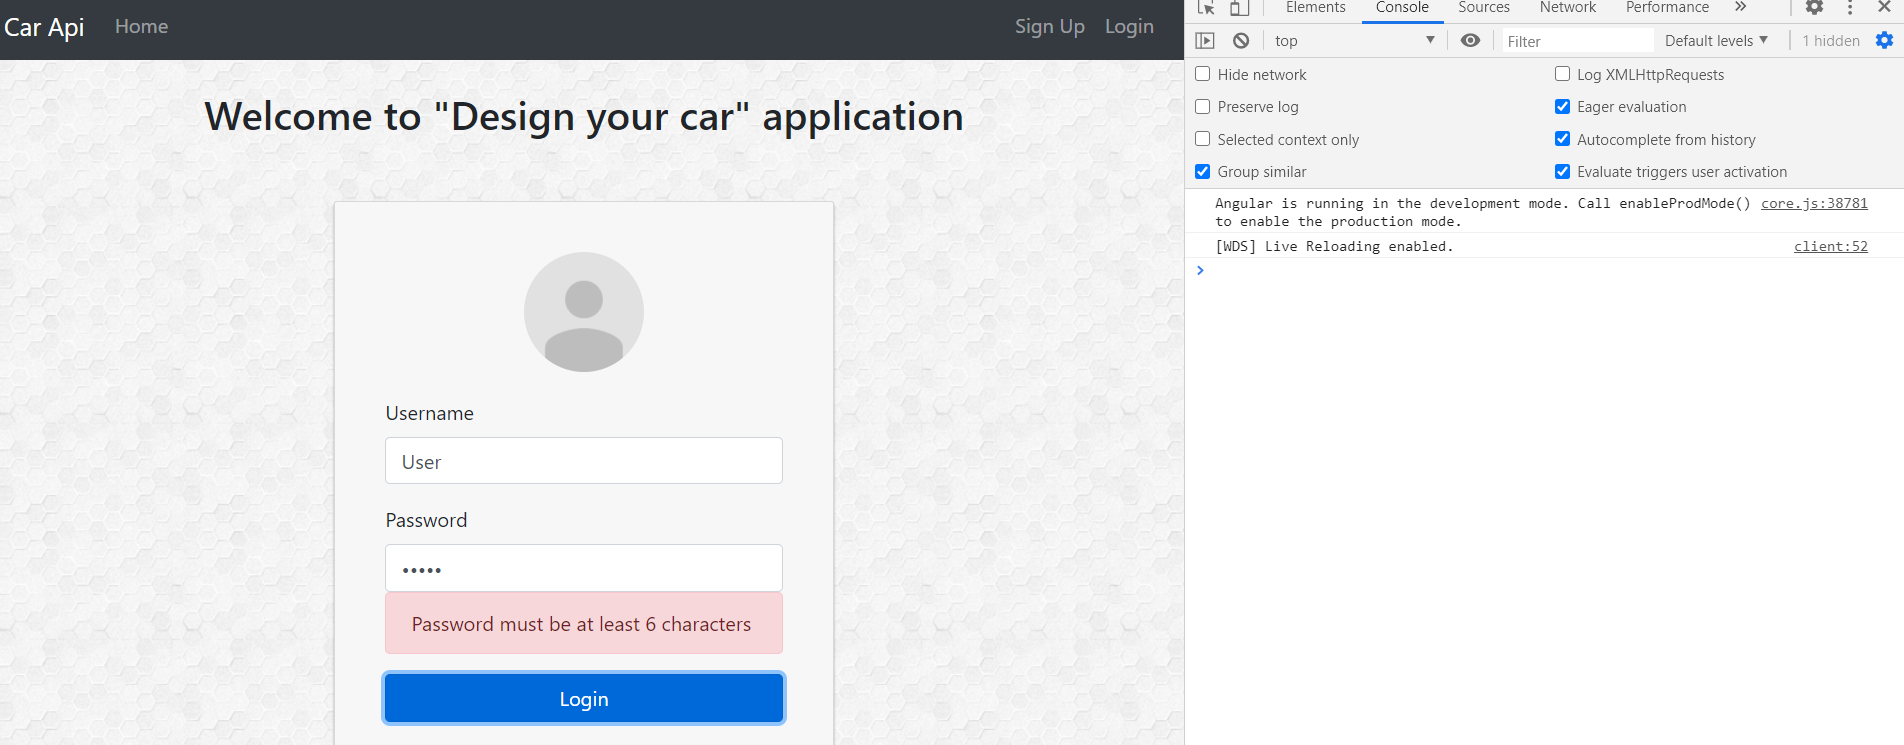 Car Api Home Sign Up Login
Welcome to "Design your car" application
Username
User
Password
•••••
Password must be at least 6 characters
Login
Elements Console Sources Network Performance »
top Filter Default levels 1 hidden
Hide network Log XMLHttpRequests
Preserve log Eager evaluation
Selected context only Autocomplete from history
Group similar Evaluate triggers user activation
Angular is running in the development mode. Call enableProdMode() core.js:38781
to enable the production mode.
[WDS] Live Reloading enabled. client:52
>